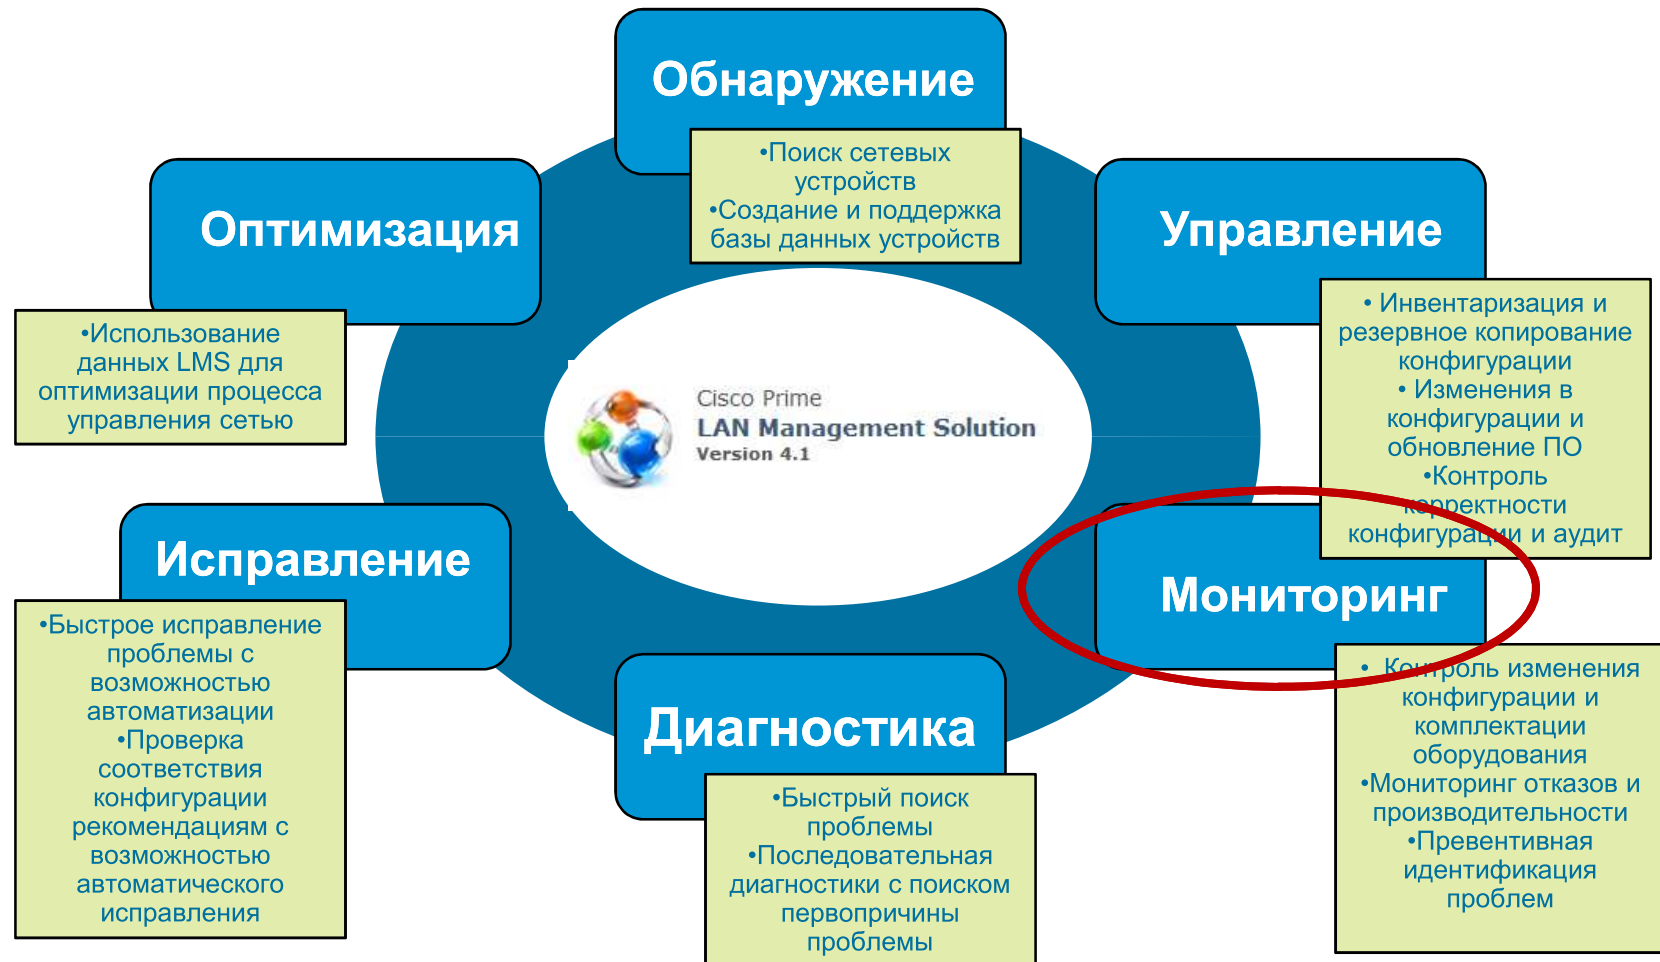 Обнаружение
•Поиск сетевых
устройств
•Создание и поддержка
базы данных устройств
Управление
• Инвентаризация и
резервное копирование
конфигурации
• Изменения в
конфигурации и
обновление ПО
•Контроль
корректности
конфигурации и аудит
Мониторинг
• Контроль изменения
конфигурации и
комплектации
оборудования
•Мониторинг отказов и
производительности
•Превентивная
идентификация
проблем
Диагностика
•Быстрый поиск
проблемы
•Последовательная
диагностики с поиском
первопричины
проблемы
Исправление
•Быстрое исправление
проблемы с
возможностью
автоматизации
•Проверка
соответствия
конфигурации
рекомендациям с
возможностью
автоматического
исправления
Оптимизация
•Использование
данных LMS для
оптимизации процесса
управления сетью
Cisco Prime
LAN Management Solution
Version 4.1